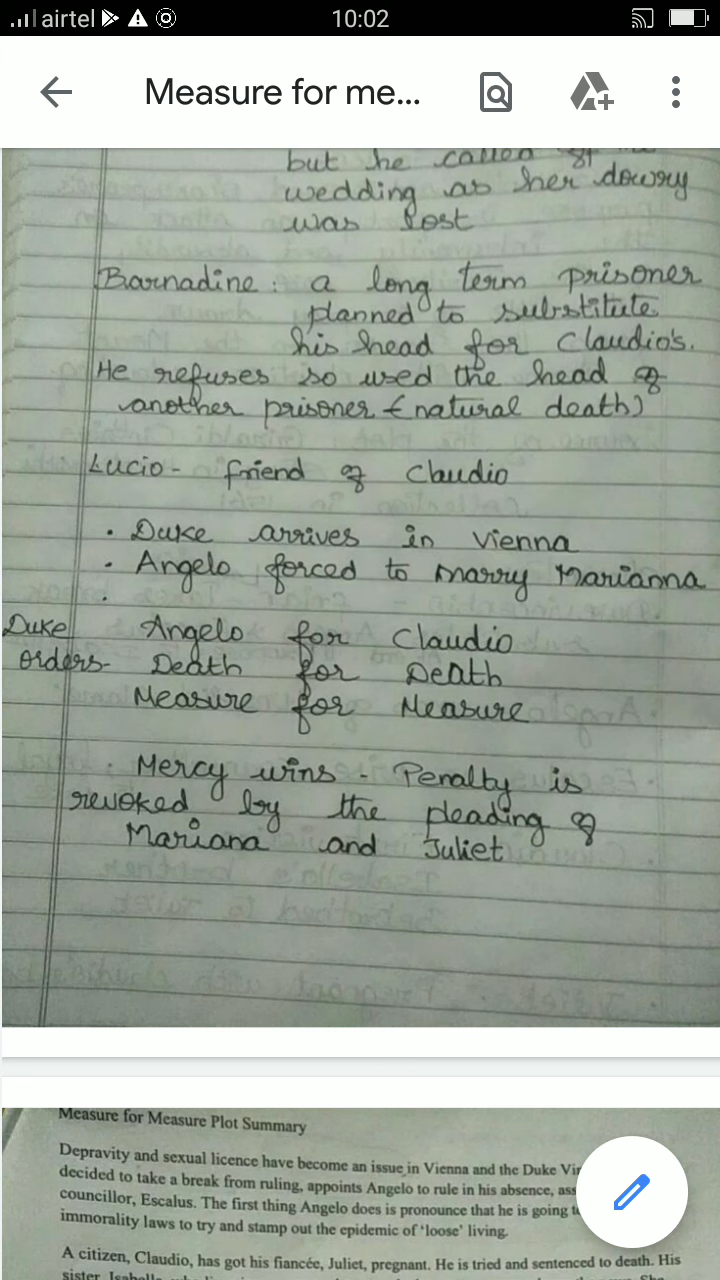 airtel 10:02
Measure for me...
but he called of the
wedding as her dowry
was lost
Barnadine : a long term prisoner
planned to substitute
his head for Claudio's.
He refuses so used the head of
another prisoner (natural death)
Lucio - friend of Claudio
• Duke arrives in Vienna
• Angelo forced to marry Marianna
•
Duke Angelo for Claudio
orders- Death for Death
Measure for Measure
• Mercy wins - Penalty is
revoked by the pleading of
Mariana and Juliet
Measure for Measure Plot Summary
Depravity and sexual licence have become an issue in Vienna and the Duke
decided to take a break from ruling, appoints Angelo to rule in his absence,
councillor, Escalus. The first thing Angelo does is pronounce that he is going
immorality laws to try and stamp out the epidemic of 'loose' living.
A citizen, Claudio, has got his fiancée, Juliet, pregnant. He is tried and sentenced to death. His
sister, Isabella